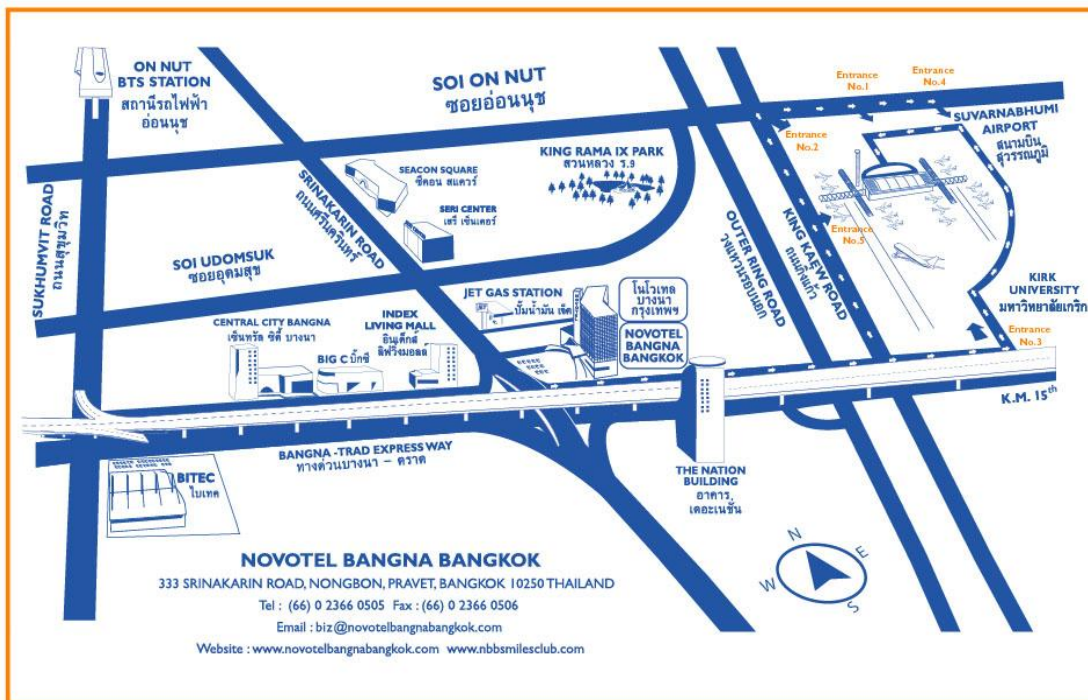 ON NUT
BTS STATION
สถานีรถไฟฟ้า
อ่อนนุช
SOI ON NUT
ซอยอ่อนนุช
Entrance
No.1
Entrance
No.4
SUVARNABHUMI
AIRPORT
สนามบิน
สุวรรณภูมิ
Entrance
No.2
KING RAMA IX PARK
สวนหลวง ร.9
SEACON SQUARE
ซีคอน สแควร์
SERI CENTER
เสรี เซ็นเตอร์
SRINAKARIN ROAD
ถนนศรีนครินทร์
SUKHUMVIT ROAD
ถนนสุขุมวิท
SOI UDOMSUK
ซอยอุดมสุข
OUTER RING ROAD
วงแหวนรอบนอก
KING KAEW ROAD
ถนนกิ่งแก้ว
Entrance
No.5
KIRK
UNIVERSITY
มหาวิทยาลัยเกริก
Entrance
No.3
JET GAS STATION
ปั๊มน้ำมัน เจ็ต
โนโวเทล
บางนา
กรุงเทพฯ
NOVOTEL
BANGNA
BANGKOK
CENTRAL CITY BANGNA
เซ็นทรัล ซิตี้ บางนา
BIG C บิ๊กซี
INDEX
LIVING MALL
อินเด็กส์
ลิฟวิ่งมอลล์
K.M. 15th
BANGNA -TRAD EXPRESS WAY
ทางด่วนบางนา - ตราด
BITEC
ไบเทค
THE NATION
BUILDING
อาคาร
เดอะเนชั่น
N
E
W
S
NOVOTEL BANGNA BANGKOK
333 SRINAKARIN ROAD, NONGBON, PRAVET, BANGKOK 10250 THAILAND
Tel : (66) 0 2366 0505 Fax : (66) 0 2366 0506
Email : biz@novotelbangnabangkok.com
Website : www.novotelbangnabangkok.com www.nbbsmilesclub.com